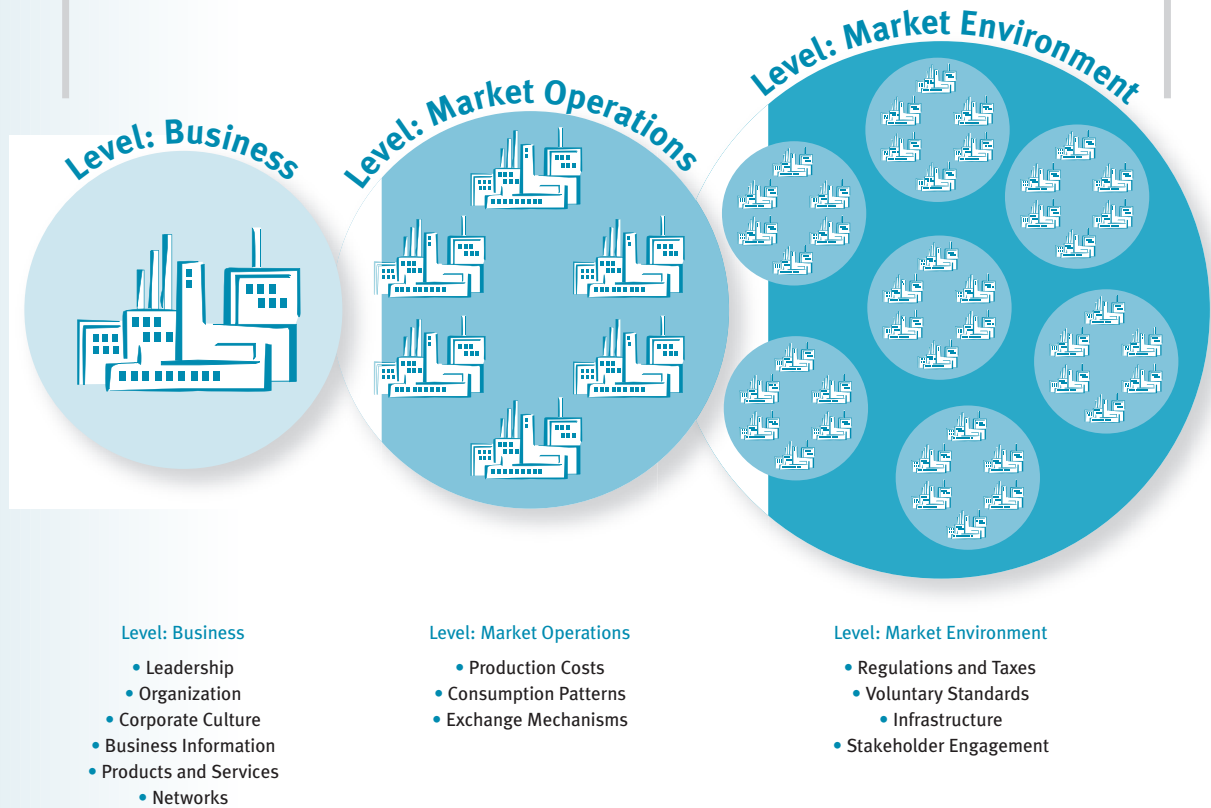 Level: Business
Level: Market Operations
Level: Market Environment
Level: Business
• Leadership
• Organization
• Corporate Culture
• Business Information
• Products and Services
• Networks
Level: Market Operations
• Production Costs
• Consumption Patterns
• Exchange Mechanisms
Level: Market Environment
• Regulations and Taxes
• Voluntary Standards
• Infrastructure
• Stakeholder Engagement